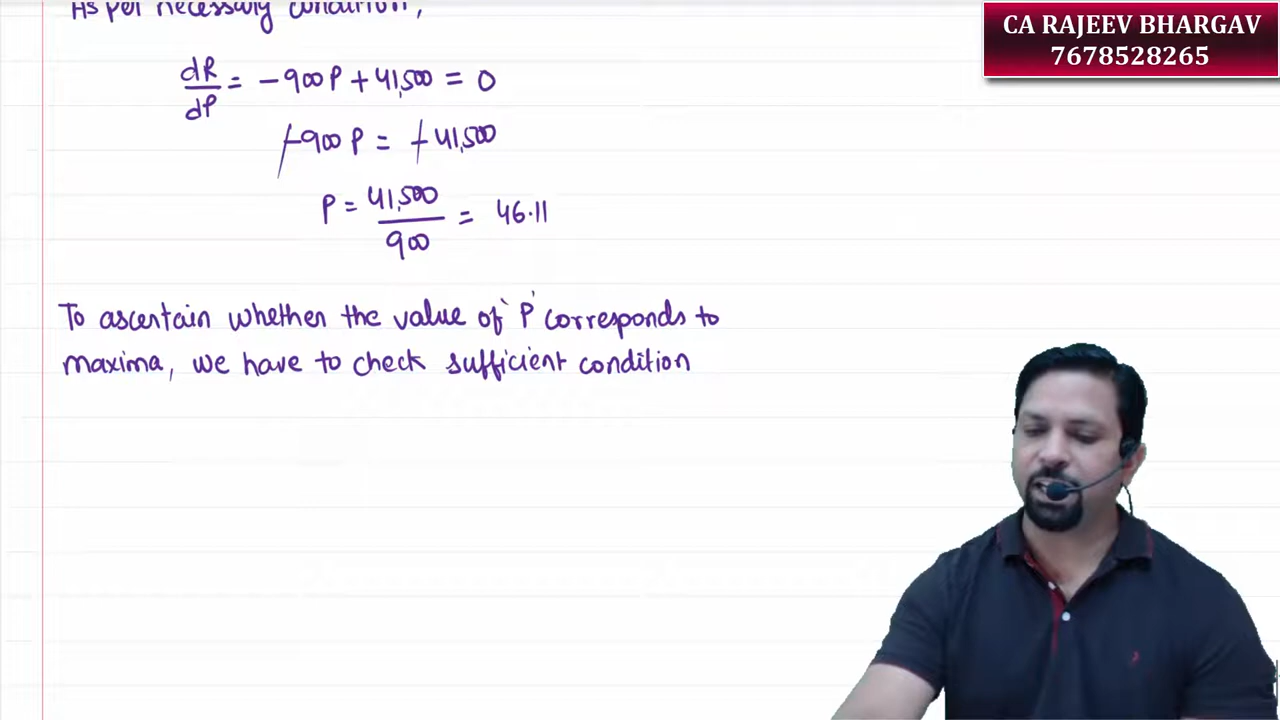 As per necessary condition,
CA RAJEEV BHARGAV
7678528265
dR/dP = -900P + 41,500 = 0
-900 P = -41,500
P = 41,500/900 = 46.11
To ascertain whether the value of 'P' corresponds to
maxima, we have to check sufficient condition